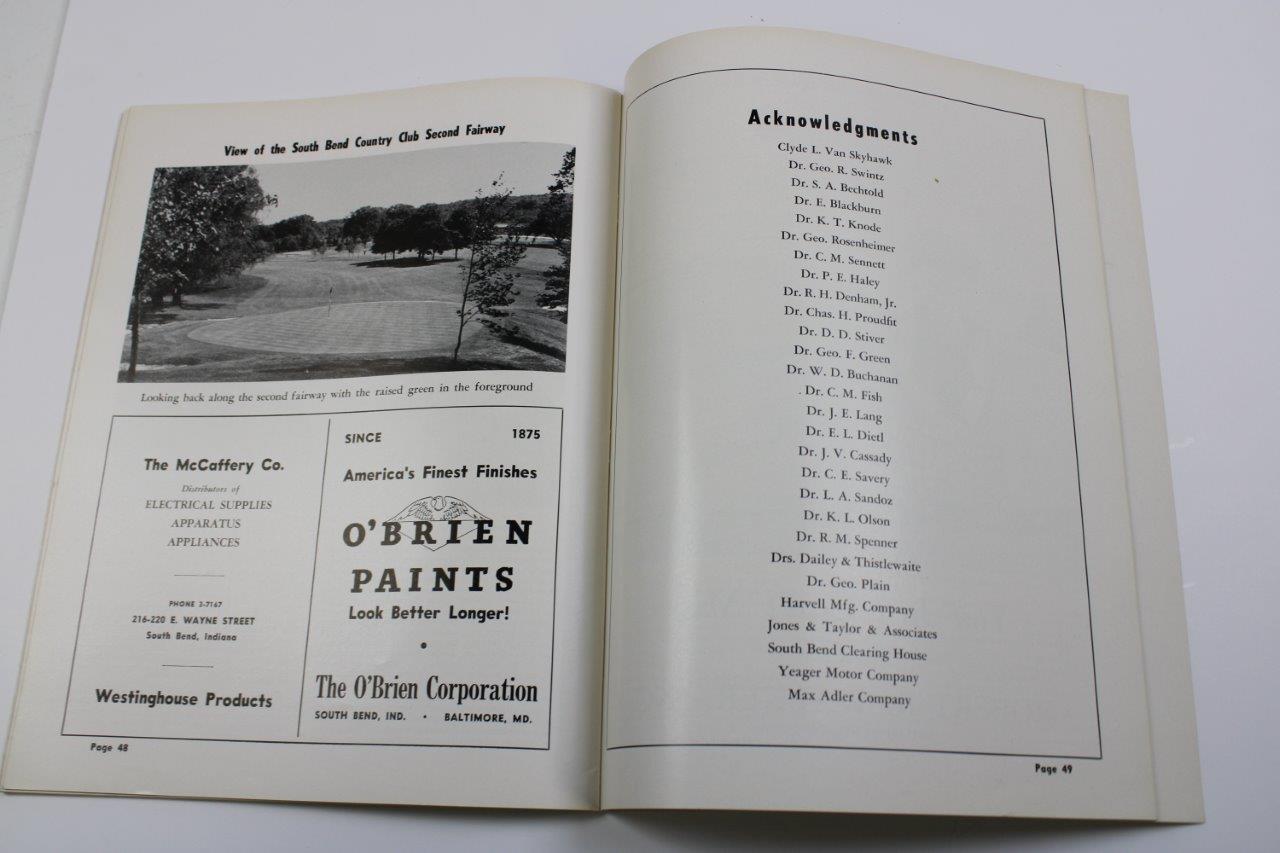 View of the South Bend Country Club Second Fairway
Looking back along the second fairway with the raised green in the foreground
The McCaffery Co.
Distributors of
ELECTRICAL SUPPLIES
APPARATUS
APPLIANCES
PHONE 3-7167
216-220 E. WAYNE STREET
South Bend, Indiana
Westinghouse Products
SINCE 1875
America's Finest Finishes
O'BRIEN
PAINTS
Look Better Longer!
The O'Brien Corporation
SOUTH BEND, IND. • BALTIMORE, MD.
Page 48
Acknowledgments
Clyde L. Van Skyhawk
Dr. Geo. R. Swintz
Dr. S. A. Bechtold
Dr. E. Blackburn
Dr. K. T. Knode
Dr. Geo. Rosenheimer
Dr. C. M. Sennett
Dr. P. E. Haley
Dr. R. H. Denham, Jr.
Dr. Chas. H. Proudfit
Dr. D. D. Stiver
Dr. Geo. F. Green
Dr. W. D. Buchanan
Dr. C. M. Fish
Dr. J. E. Lang
Dr. E. L. Dietl
Dr. J. V. Cassady
Dr. C. E. Savery
Dr. L. A. Sandoz
Dr. K. L. Olson
Dr. R. M. Spenner
Drs. Dailey & Thistlewaite
Dr. Geo. Plain
Harvell Mfg. Company
Jones & Taylor & Associates
South Bend Clearing House
Yeager Motor Company
Max Adler Company
Page 49